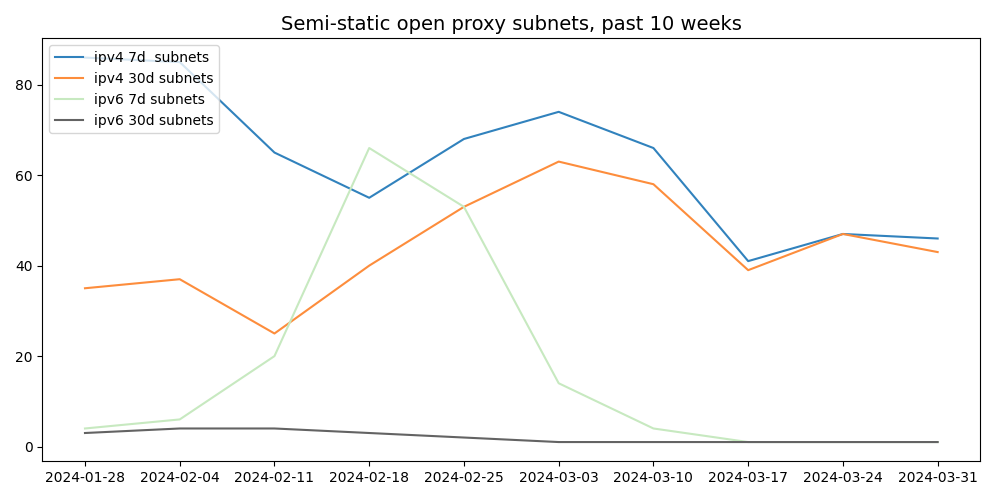 Semi-static open proxy subnets, past 10 weeks
ipv4 7d  subnets
ipv4 30d subnets
ipv6 7d subnets
ipv6 30d subnets
80
60
40
20
0
2024-01-28 2024-02-04 2024-02-11 2024-02-18 2024-02-25 2024-03-03 2024-03-10 2024-03-17 2024-03-24 2024-03-31